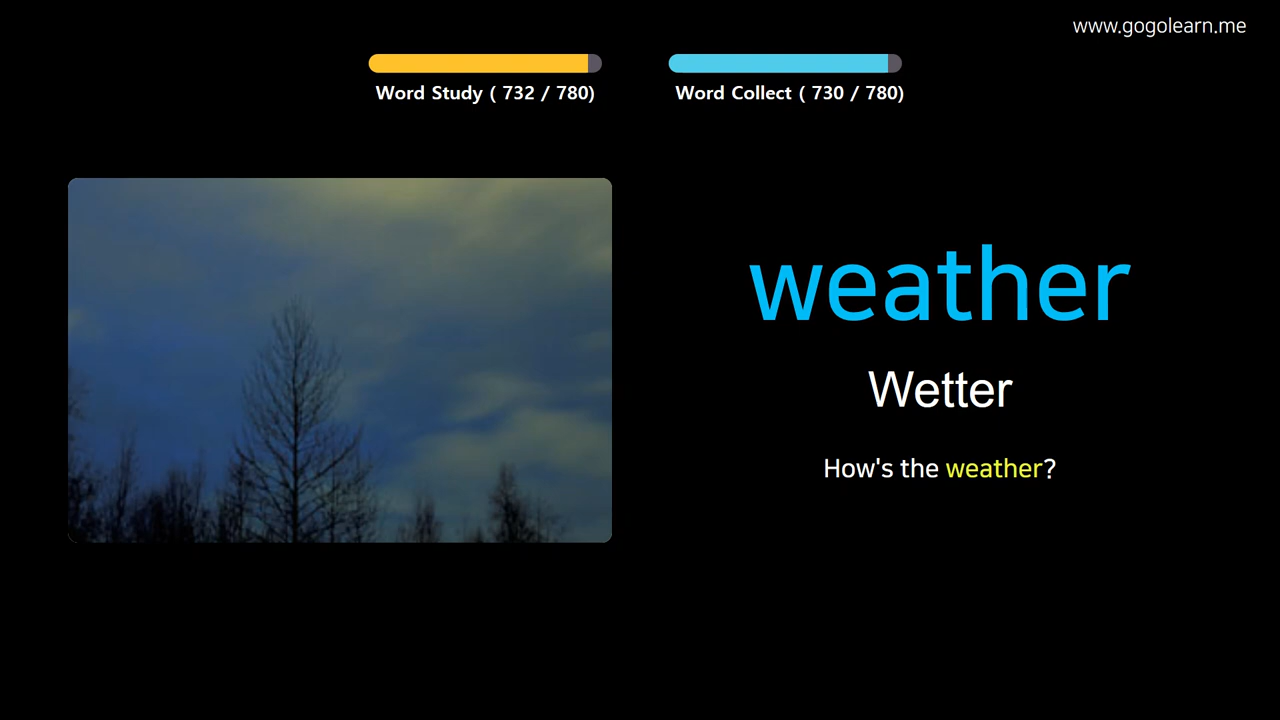 www.gogolearn.me
Word Study ( 732 / 780)
Word Collect ( 730 / 780)
weather
Wetter
How's the weather?